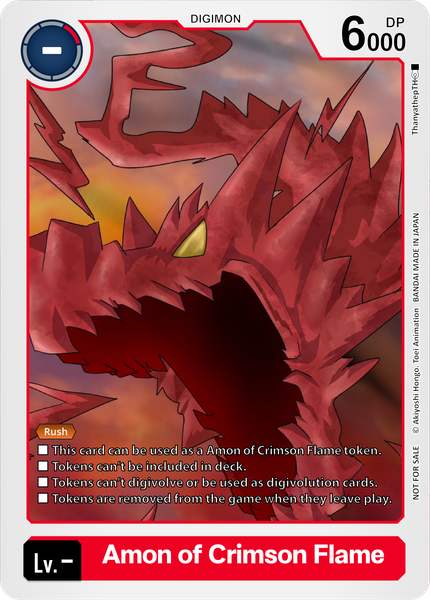 DIGIMON
-
DP
6000
ThanyathepTH
© Akiyoshi Hongo. Toei Animation BANDAI MADE IN JAPAN
NOT FOR SALE
Rush
■ This card can be used as a Amon of Crimson Flame token.
■ Tokens can't be included in deck.
■ Tokens can't digivolve or be used as digivolution cards.
■ Tokens are removed from the game when they leave play.
Lv.-
Amon of Crimson Flame